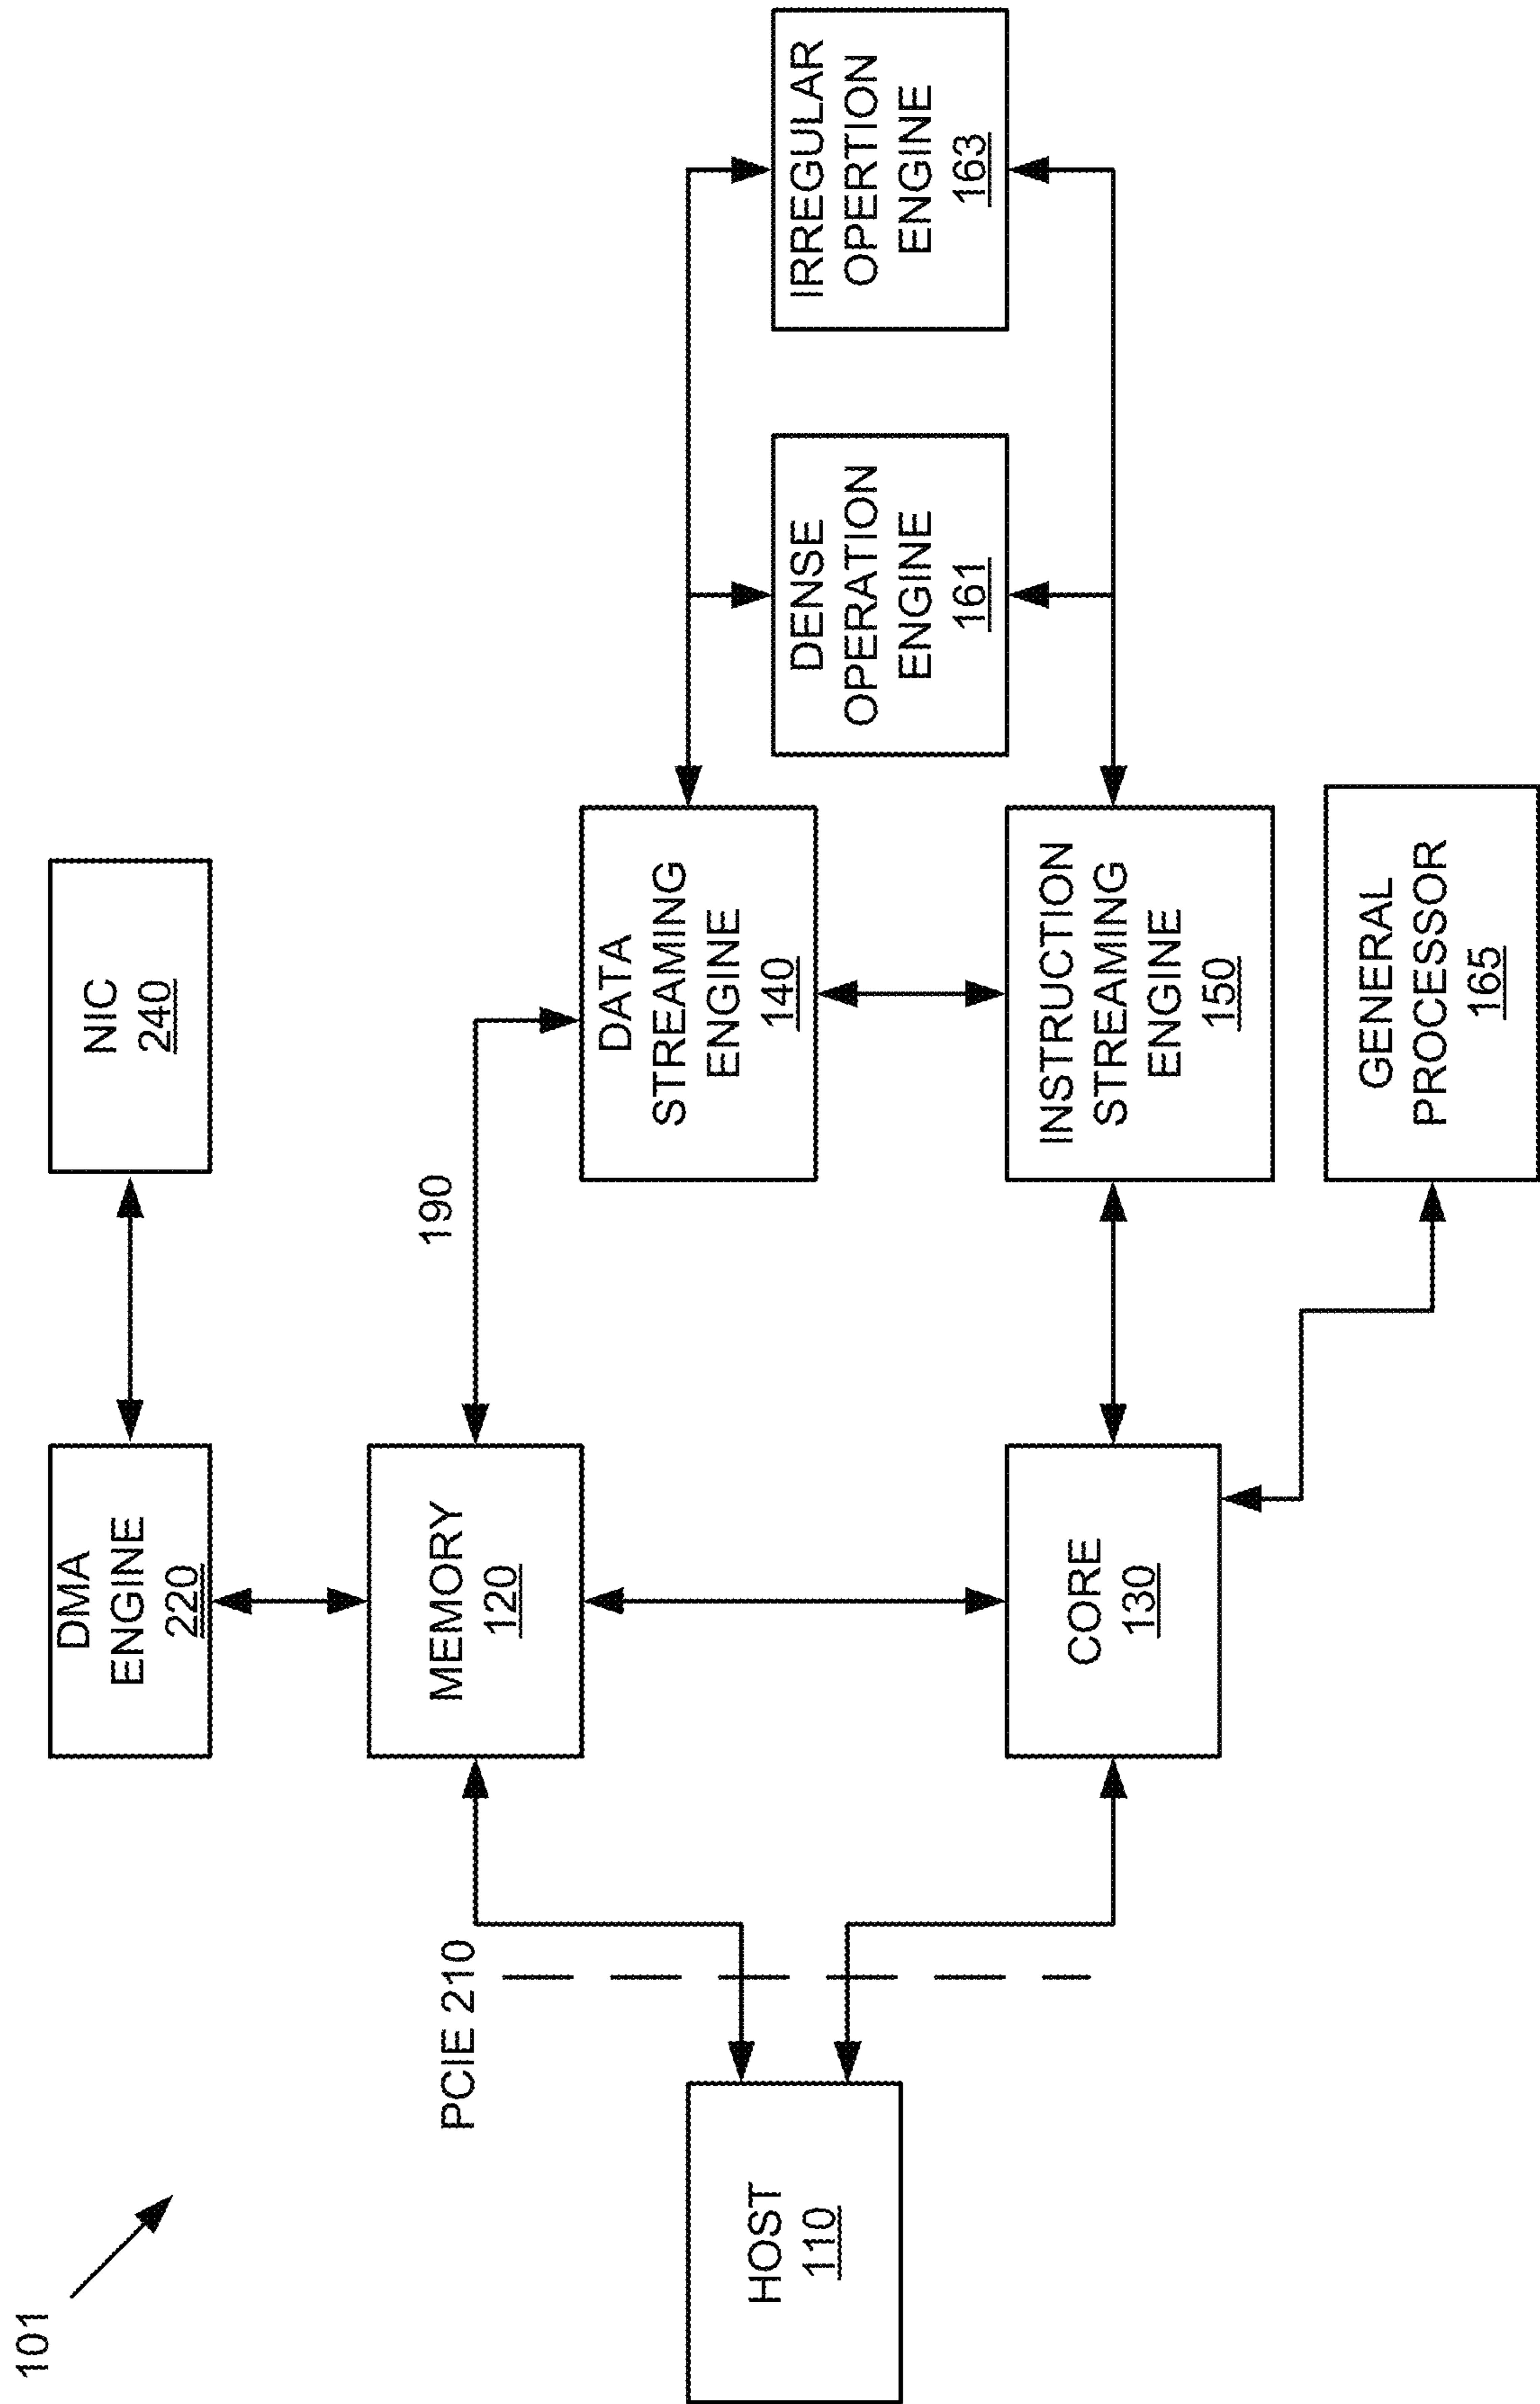 101
HOST
110
PCIE 210
DMA
ENGINE
220
MEMORY
120
CORE
130
190
NIC
240
DATA
STREAMING
ENGINE
140
INSTRUCTION
STREAMING
ENGINE
150
GENERAL
PROCESSOR
165
DENSE
OPERATION
ENGINE
161
IRREGULAR
OPERTION
ENGINE
163